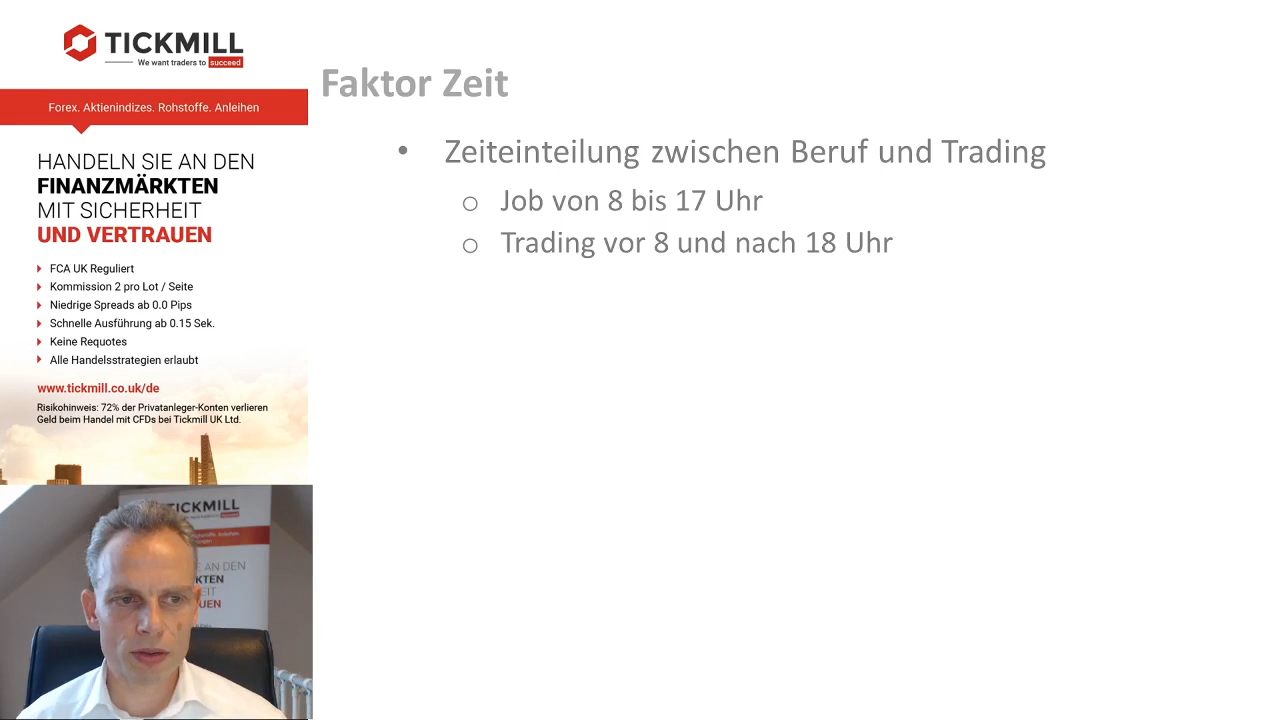 TICKMILL
We want traders to succeed
Forex. Aktienindizes. Rohstoffe. Anleihen
HANDELN SIE AN DEN
FINANZMÄRKTEN
MIT SICHERHEIT
UND VERTRAUEN
FCA UK Reguliert
Kommission 2 pro Lot / Seite
Niedrige Spreads ab 0.0 Pips
Schnelle Ausführung ab 0.15 Sek.
Keine Requotes
Alle Handelsstrategien erlaubt
www.tickmill.co.uk/de
Risikohinweis: 72% der Privatanleger-Konten verlieren
Geld beim Handel mit CFDs bei Tickmill UK Ltd.
Faktor Zeit
• Zeiteinteilung zwischen Beruf und Trading
o Job von 8 bis 17 Uhr
o Trading vor 8 und nach 18 Uhr
TICKMILL
E AN DEN
KTEN
EIT
UEN